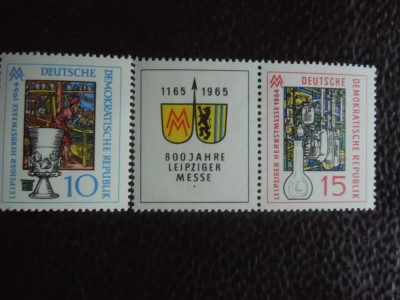 DEUTSCHE
DEMOKRATISCHE REPUBLIK
LEIPZIGER HERBSTMESSE 1964
10
1165 1965
MM
800 JAHRE
LEIPZIGER
MESSE
DEUTSCHE
DEMOKRATISCHE REPUBLIK
LEIPZIGER HERBSTMESSE 1964
15